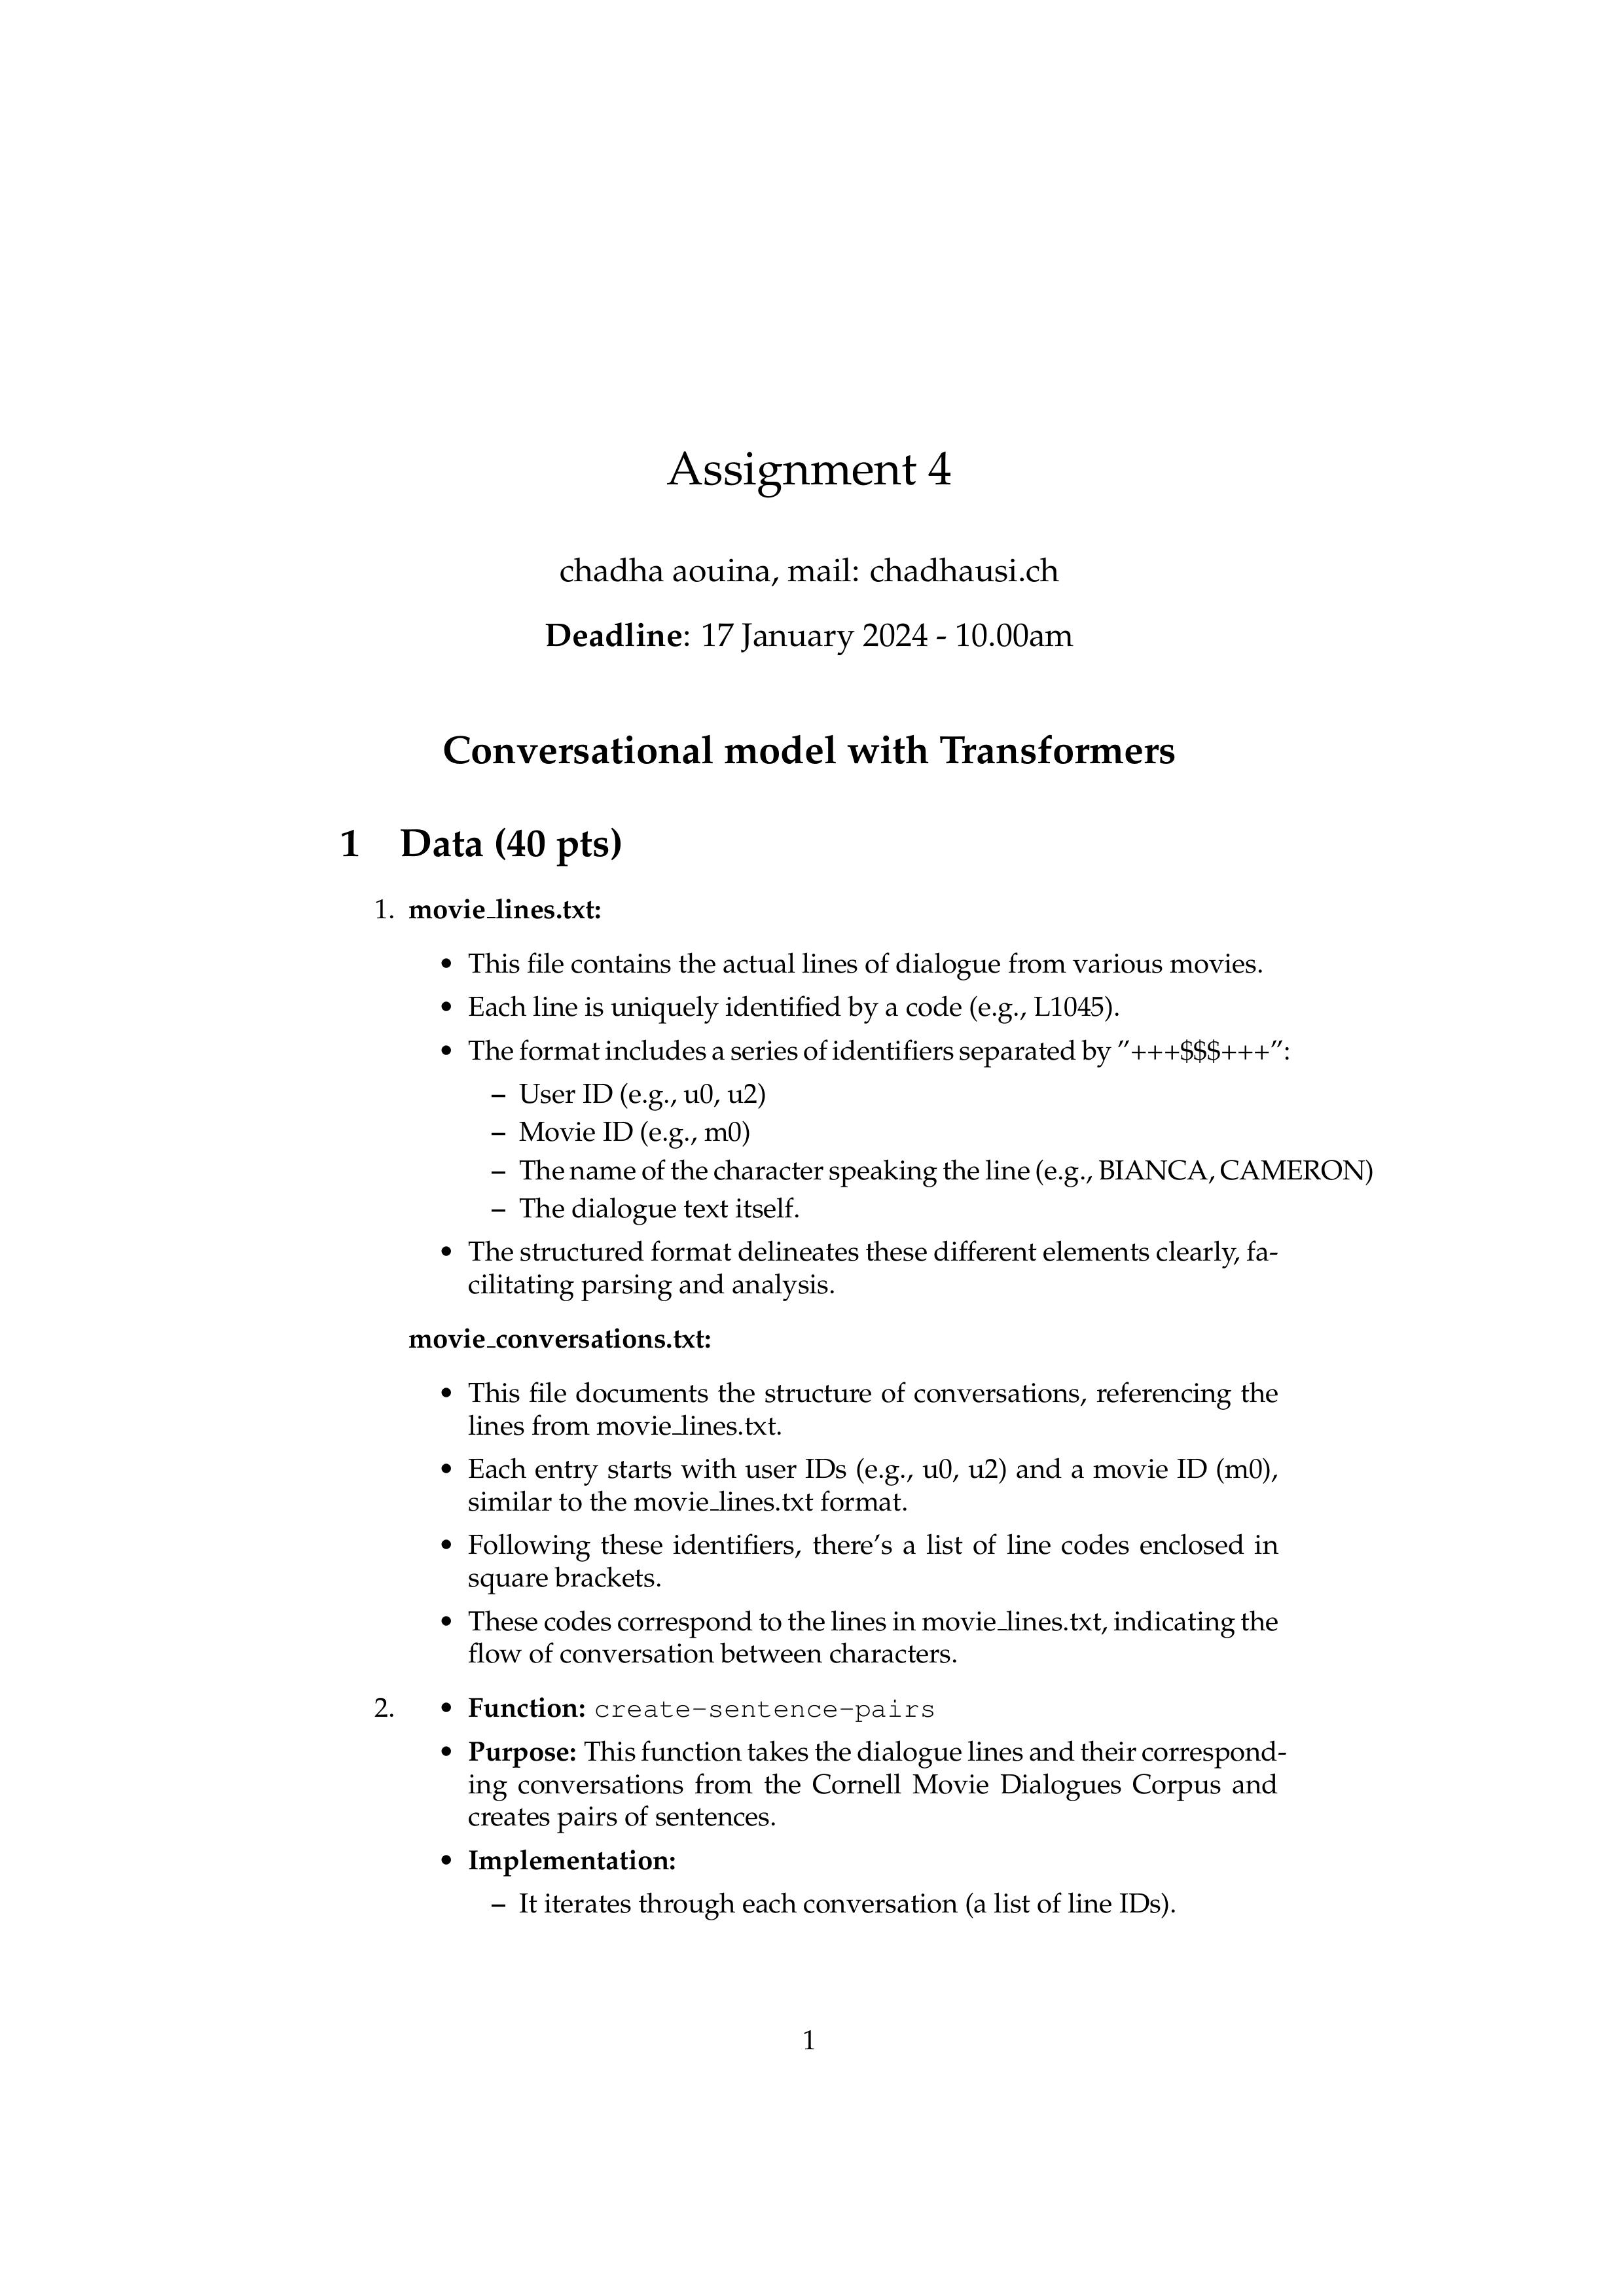 Assignment 4
chadha aouina, mail: chadhausi.ch
Deadline: 17 January 2024 - 10.00am
Conversational model with Transformers
1 Data (40 pts)
1. movie_lines.txt:
• This file contains the actual lines of dialogue from various movies.
• Each line is uniquely identified by a code (e.g., L1045).
• The format includes a series of identifiers separated by ”+++$$$+++”:
– User ID (e.g., u0, u2)
– Movie ID (e.g., m0)
– The name of the character speaking the line (e.g., BIANCA, CAMERON)
– The dialogue text itself.
• The structured format delineates these different elements clearly, fa-
cilitating parsing and analysis.
movie_conversations.txt:
• This file documents the structure of conversations, referencing the
lines from movie_lines.txt.
• Each entry starts with user IDs (e.g., u0, u2) and a movie ID (m0),
similar to the movie_lines.txt format.
• Following these identifiers, there’s a list of line codes enclosed in
square brackets.
• These codes correspond to the lines in movie_lines.txt, indicating the
flow of conversation between characters.
2. • Function: create-sentence-pairs
• Purpose: This function takes the dialogue lines and their correspond-
ing conversations from the Cornell Movie Dialogues Corpus and
creates pairs of sentences.
• Implementation:
– It iterates through each conversation (a list of line IDs).
1